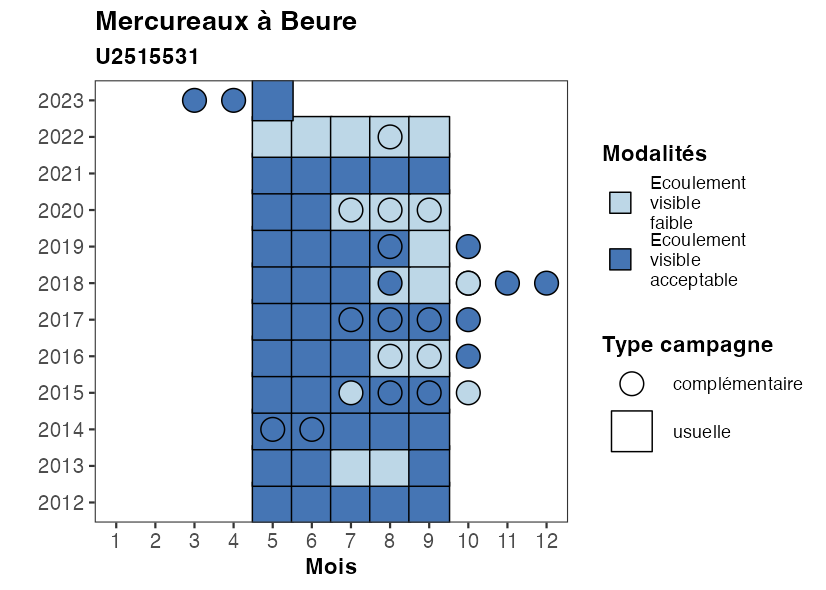 Mercureaux à Beure
U2515531
2023
2022
2021
2020
2019
2018
2017
2016
2015
2014
2013
2012
1 2 3 4 5 6 7 8 9 10 11 12
Mois
Modalités
Ecoulement
visible
faible
Ecoulement
visible
acceptable
Type campagne
complémentaire
usuelle